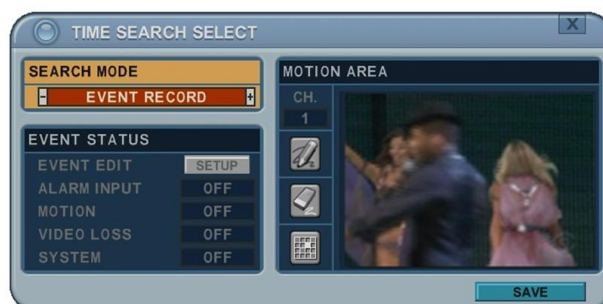 TIME SEARCH SELECT
X
SEARCH MODE
- EVENT RECORD +
EVENT STATUS
EVENT EDIT SETUP
ALARM INPUT OFF
MOTION OFF
VIDEO LOSS OFF
SYSTEM OFF
MOTION AREA
CH.
1
SAVE